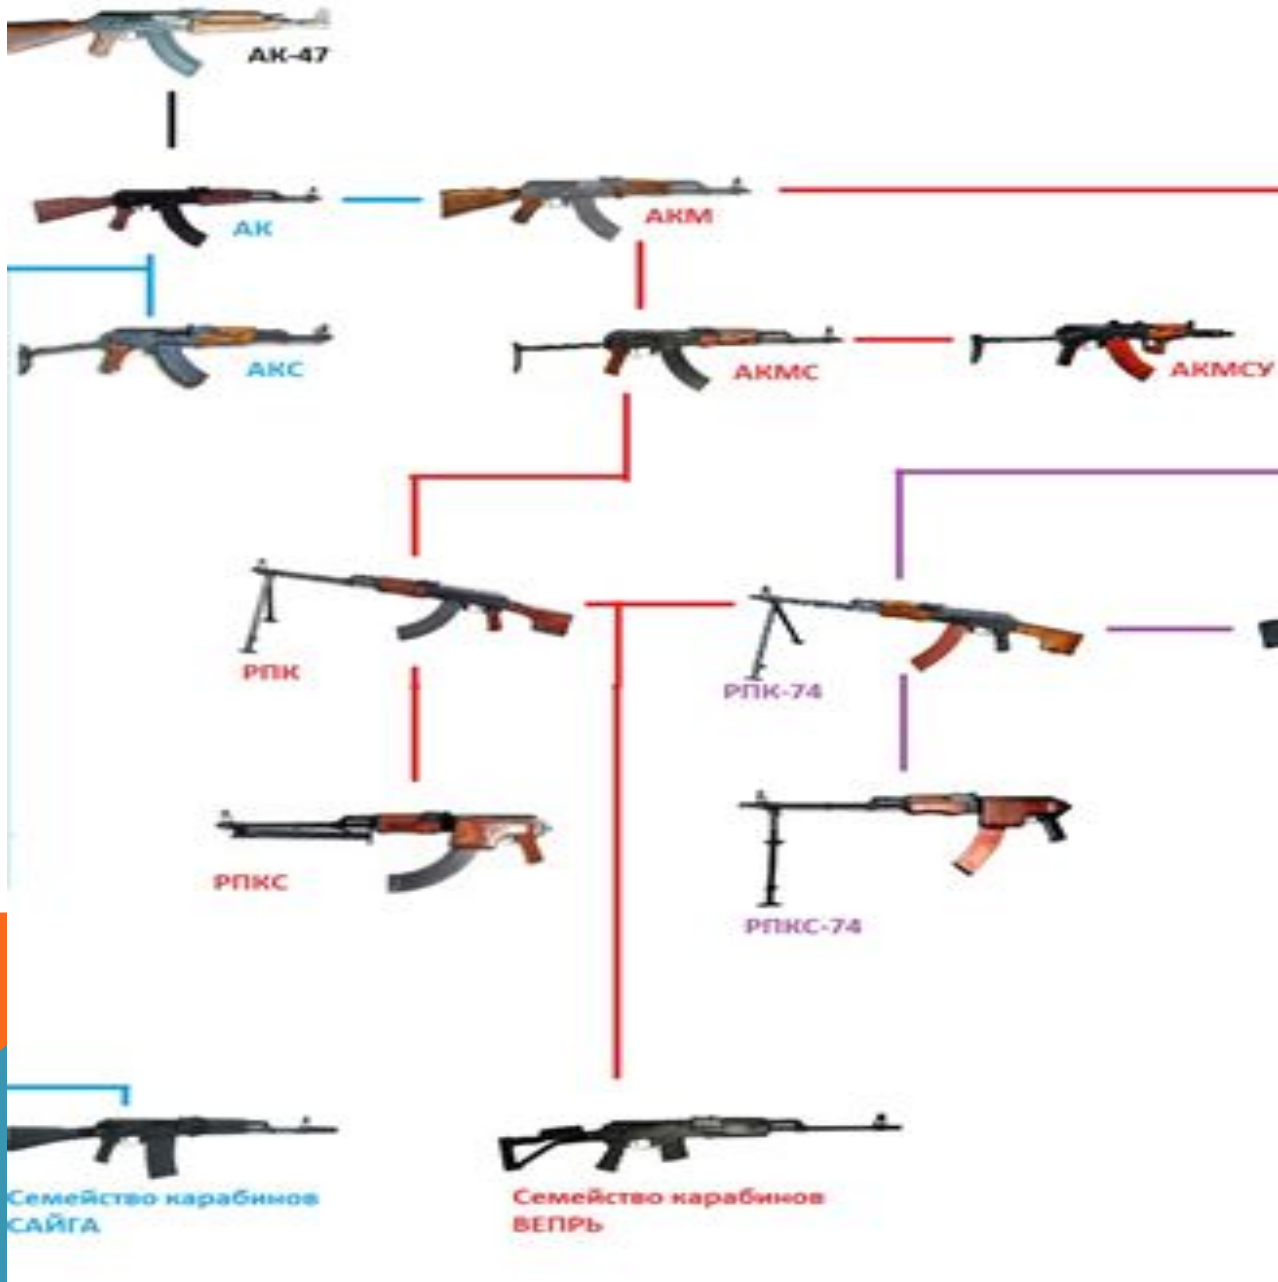 АК-47
АК
АКМ
АКС
АКМС
АКМСУ
РПК
РПК-74
РПКС
РПКС-74
Семейство карабинов
САЙГА
Семейство карабинов
ВЕПРЬ